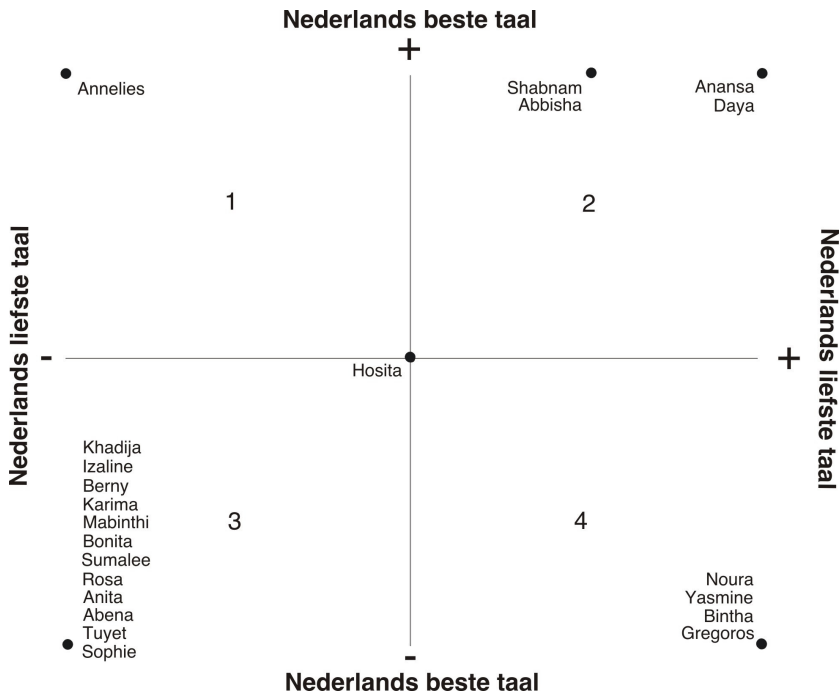 Nederlands beste taal
+
Annelies
Shabnam
Abbisha
Anansa
Daya
1
2
Nederlands liefste taal
-
Hosita
+
Nederlands liefste taal
Khadija
Izaline
Berny
Karima
Mabinthi
Bonita
Sumalee
Rosa
Anita
Abena
Tuyet
Sophie
3
4
Noura
Yasmine
Bintha
Gregoros
-
Nederlands beste taal